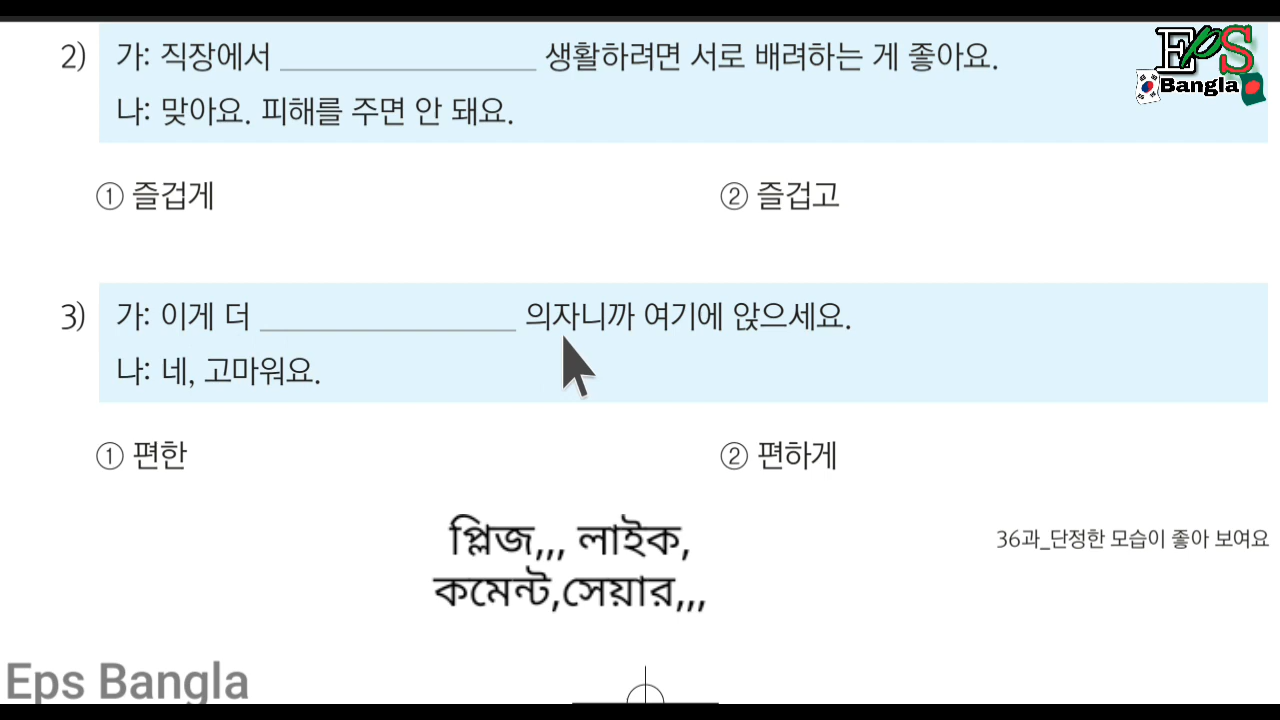 2) 가: 직장에서 ________________ 생활하려면 서로 배려하는 게 좋아요.
나: 맞아요. 피해를 주면 안 돼요.
① 즐겁게 ② 즐겁고
3) 가: 이게 더 ________________ 의자니까 여기에 앉으세요.
나: 네, 고마워요.
① 편한 ② 편하게
প্লিজ,,, লাইক,
কমেন্ট,সেয়ার,,,
36과_단정한 모습이 좋아 보여요
EPS
Bangla
Eps Bangla